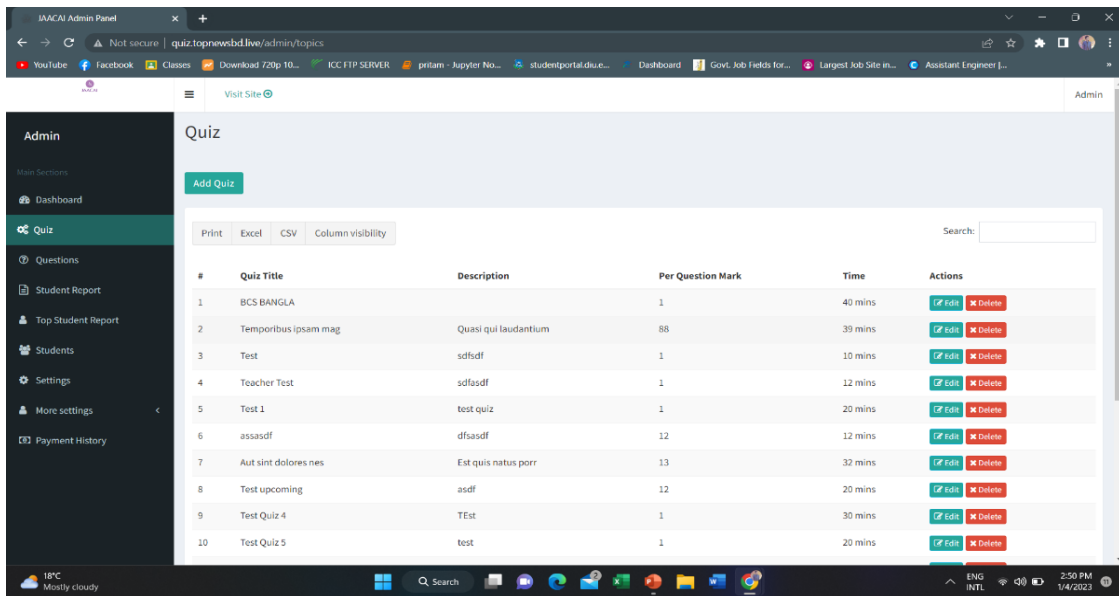 JAACAI Admin Panel
Not secure | quiz.topnewsbd.live/admin/topics
YouTube Facebook Classes Download 720p 10... ICC FTP SERVER pritam - Jupyter No... studentportal.diu.e... Dashboard Govt. Job Fields for... Largest Job Site in... Assistant Engineer |...
JAACAI
Visit Site
Admin
Admin
Main Sections
Dashboard
Quiz
Questions
Student Report
Top Student Report
Students
Settings
More settings
Payment History
Quiz
Add Quiz
Print Excel CSV Column visibility
Search:
# Quiz Title Description Per Question Mark Time Actions
1 BCS BANGLA 1 40 mins Edit Delete
2 Temporibus ipsam mag Quasi qui laudantium 88 39 mins Edit Delete
3 Test sdfsdf 1 10 mins Edit Delete
4 Teacher Test sdfasdf 1 12 mins Edit Delete
5 Test 1 test quiz 1 20 mins Edit Delete
6 assasdf dfsasdf 12 12 mins Edit Delete
7 Aut sint dolores nes Est quis natus porr 13 32 mins Edit Delete
8 Test upcoming asdf 12 20 mins Edit Delete
9 Test Quiz 4 TEst 1 30 mins Edit Delete
10 Test Quiz 5 test 1 20 mins Edit Delete
18°C
Mostly cloudy
Search
2
ENG
INTL
2:50 PM
1/4/2023